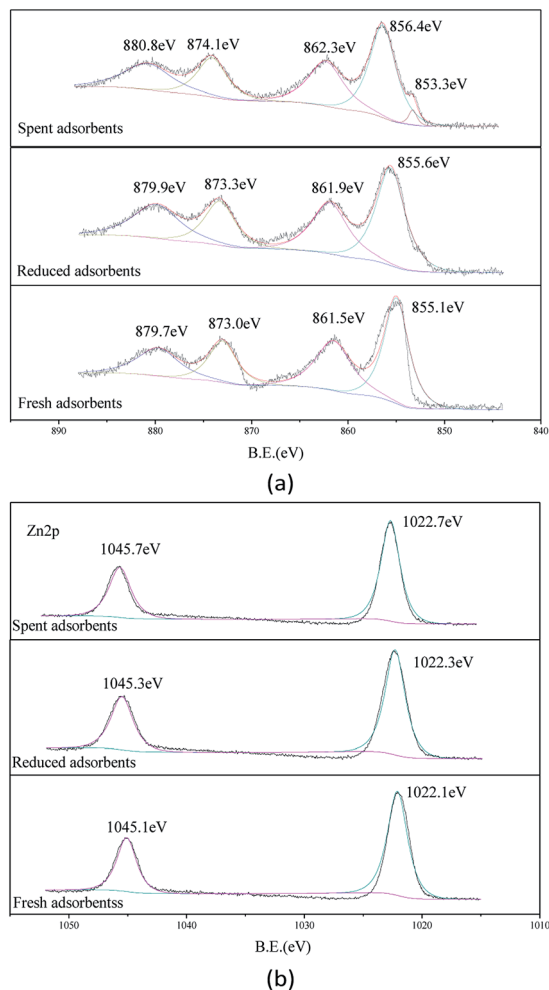 880.8eV 874.1eV 862.3eV 856.4eV
853.3eV
Spent adsorbents
879.9eV 873.3eV 861.9eV 855.6eV
Reduced adsorbents
879.7eV 873.0eV 861.5eV 855.1eV
Fresh adsorbents
890 880 870 860 850 840
B.E.(eV)
(a)
Zn2p
1045.7eV 1022.7eV
Spent adsorbents
1045.3eV 1022.3eV
Reduced adsorbents
1045.1eV 1022.1eV
Fresh adsorbentss
1050 1040 1030 1020 1010
B.E.(eV)
(b)